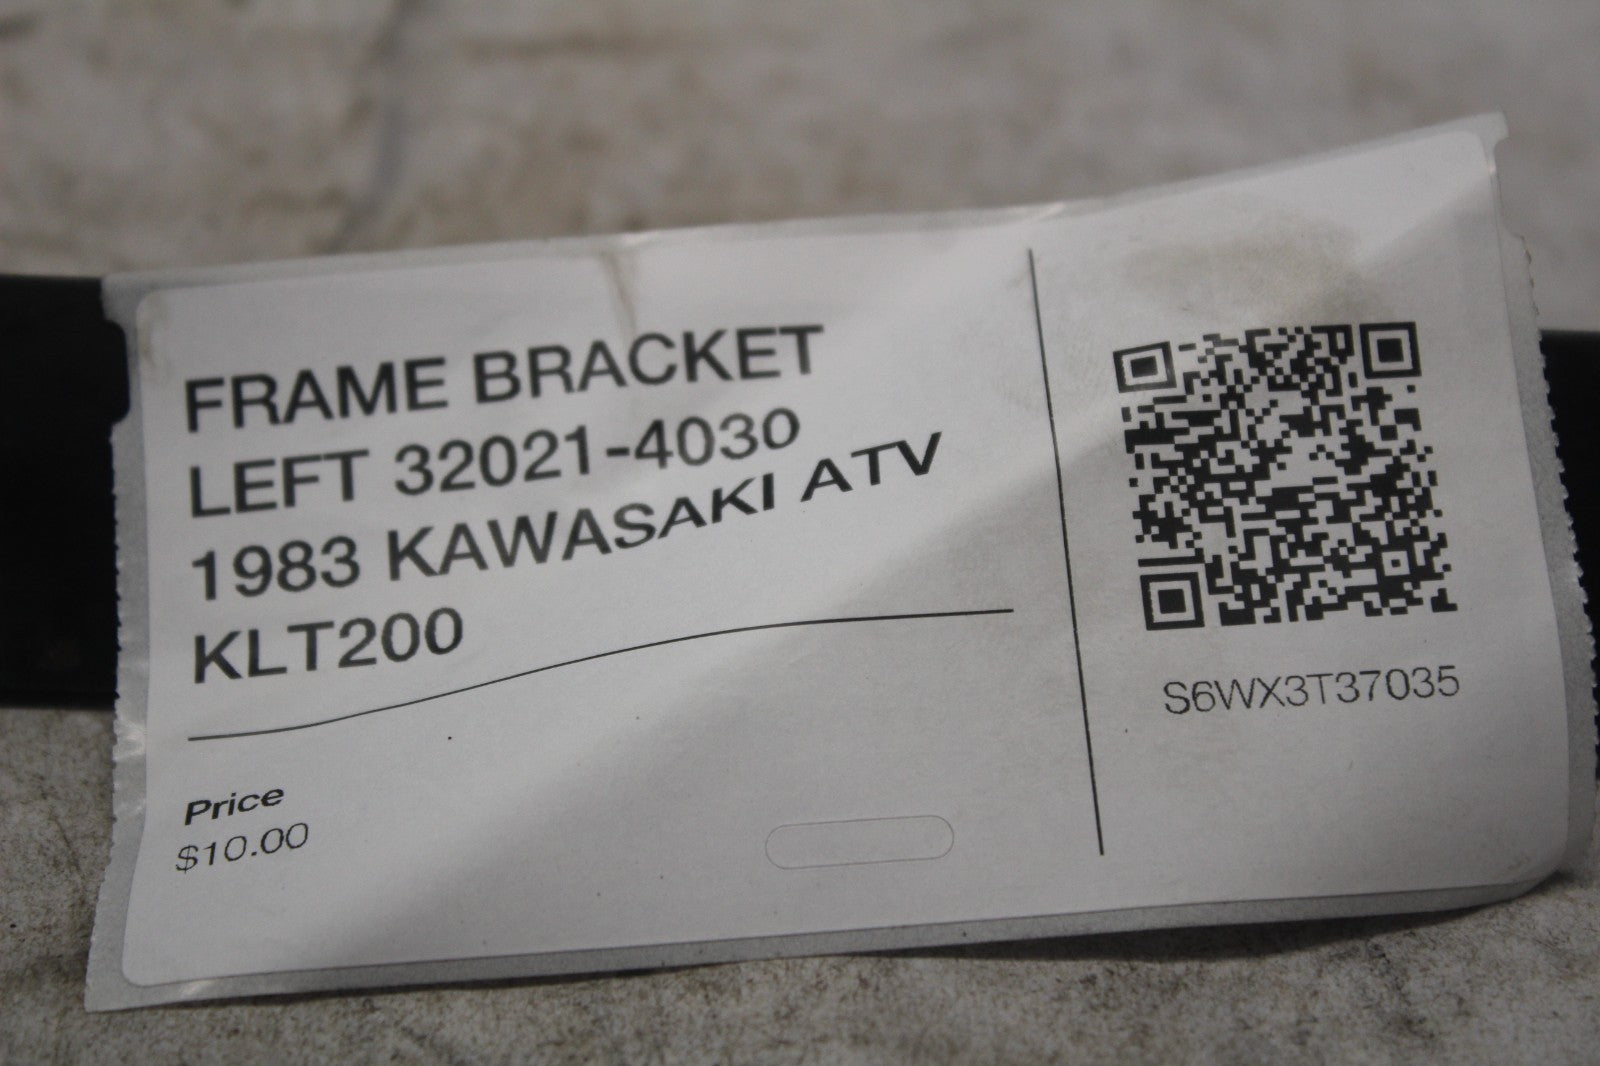 FRAME BRACKET
LEFT 32021-4030
1983 KAWASAKI ATV
KLT200
Price
$10.00
S6WX3T37035